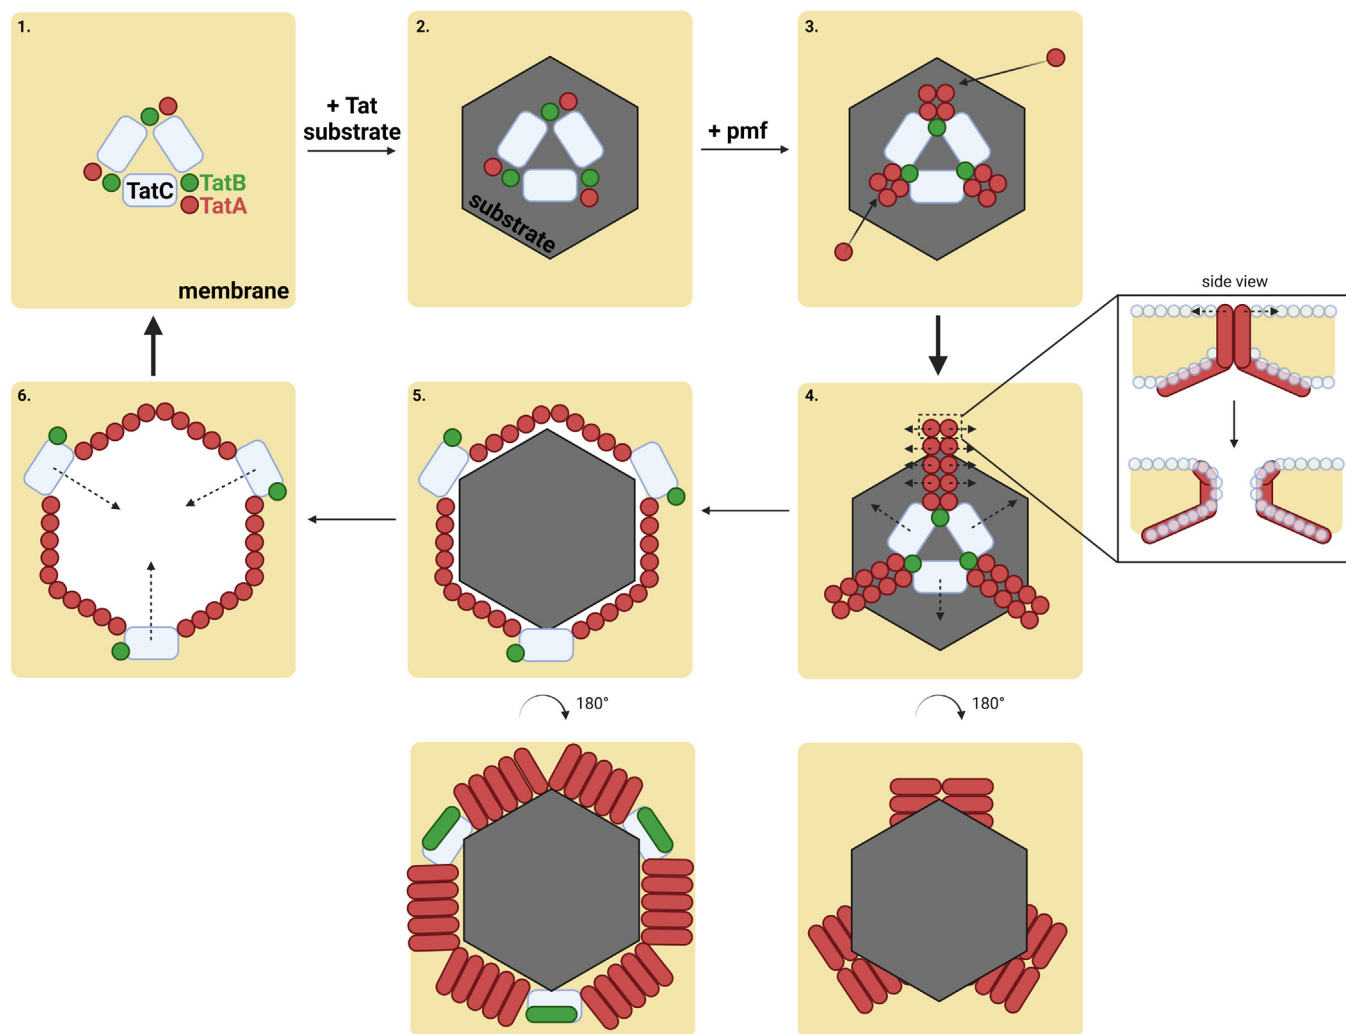 1.
TatC
TatB
TatA
membrane
+ Tat
substrate
2.
substrate
+ pmf
3.
side view
6.
5.
4.
180°
180°